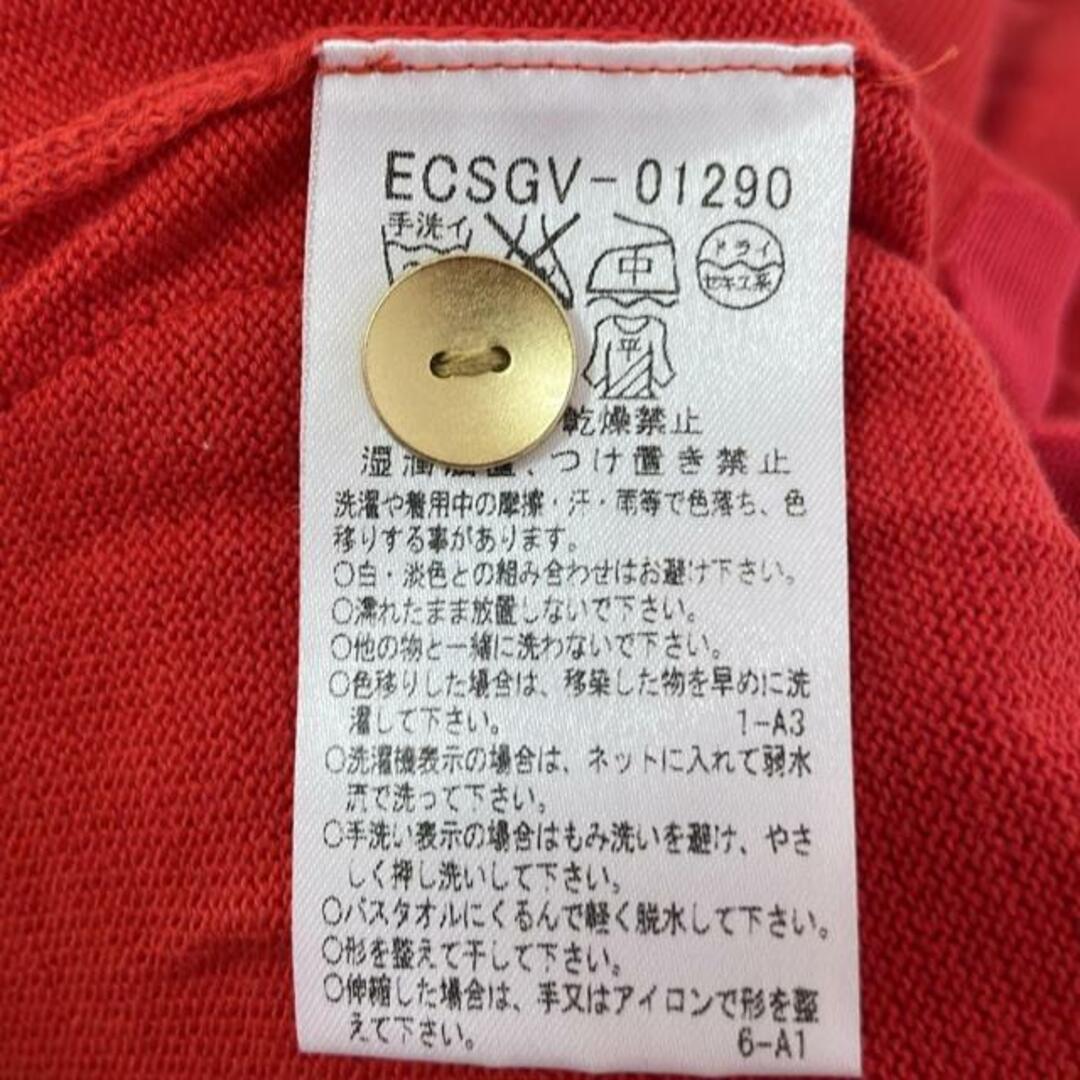 ECSGV-01290
手洗イ
中
ドライ
セキユ系
平
乾燥禁止
湿潤放置、つけ置き禁止
洗濯や着用中の摩擦・汗・雨等で色落ち、色
移りする事があります。
○白・淡色との組み合わせはお避け下さい。
○濡れたまま放置しないで下さい。
○他の物と一緒に洗わないで下さい。
○色移りした場合は、移染した物を早めに洗
濯して下さい。 1-A3
○洗濯機表示の場合は、ネットに入れて弱水
流で洗って下さい。
○手洗い表示の場合はもみ洗いを避け、やさ
しく押し洗いして下さい。
○バスタオルにくるんで軽く脱水して下さい。
○形を整えて干して下さい。
○伸縮した場合は、手又はアイロンで形を整
えて下さい。 6-A1